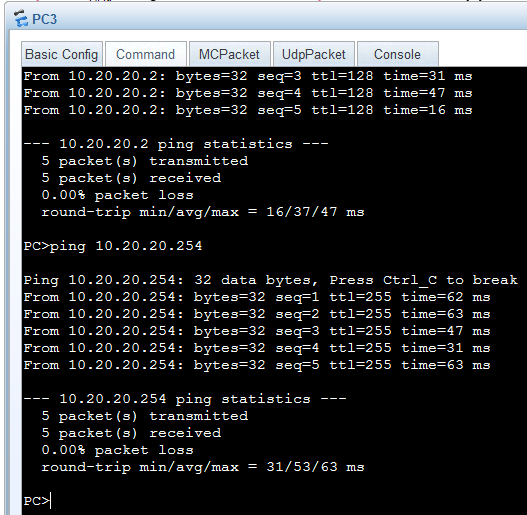 PC3
Basic Config Command MCPacket UdpPacket Console
From 10.20.20.2: bytes=32 seq=3 ttl=128 time=31 ms
From 10.20.20.2: bytes=32 seq=4 ttl=128 time=47 ms
From 10.20.20.2: bytes=32 seq=5 ttl=128 time=16 ms
--- 10.20.20.2 ping statistics ---
5 packet(s) transmitted
5 packet(s) received
0.00% packet loss
round-trip min/avg/max = 16/37/47 ms
PC>ping 10.20.20.254
Ping 10.20.20.254: 32 data bytes, Press Ctrl_C to break
From 10.20.20.254: bytes=32 seq=1 ttl=255 time=62 ms
From 10.20.20.254: bytes=32 seq=2 ttl=255 time=63 ms
From 10.20.20.254: bytes=32 seq=3 ttl=255 time=47 ms
From 10.20.20.254: bytes=32 seq=4 ttl=255 time=31 ms
From 10.20.20.254: bytes=32 seq=5 ttl=255 time=63 ms
--- 10.20.20.254 ping statistics ---
5 packet(s) transmitted
5 packet(s) received
0.00% packet loss
round-trip min/avg/max = 31/53/63 ms
PC>